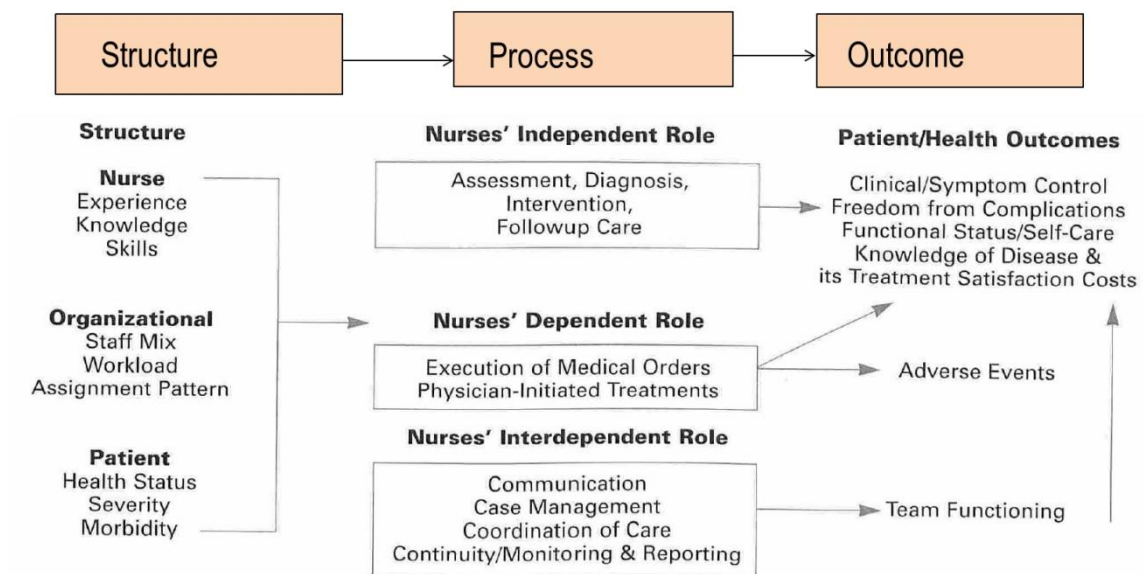 Structure
Process
Outcome
Structure
Nurse
Experience
Knowledge
Skills
Organizational
Staff Mix
Workload
Assignment Pattern
Patient
Health Status
Severity
Morbidity
Nurses' Independent Role
Assessment, Diagnosis,
Intervention,
Followup Care
Nurses' Dependent Role
Execution of Medical Orders
Physician-Initiated Treatments
Nurses' Interdependent Role
Communication
Case Management
Coordination of Care
Continuity/Monitoring & Reporting
Patient/Health Outcomes
Clinical/Symptom Control
Freedom from Complications
Functional Status/Self-Care
Knowledge of Disease &
its Treatment Satisfaction Costs
Adverse Events
Team Functioning